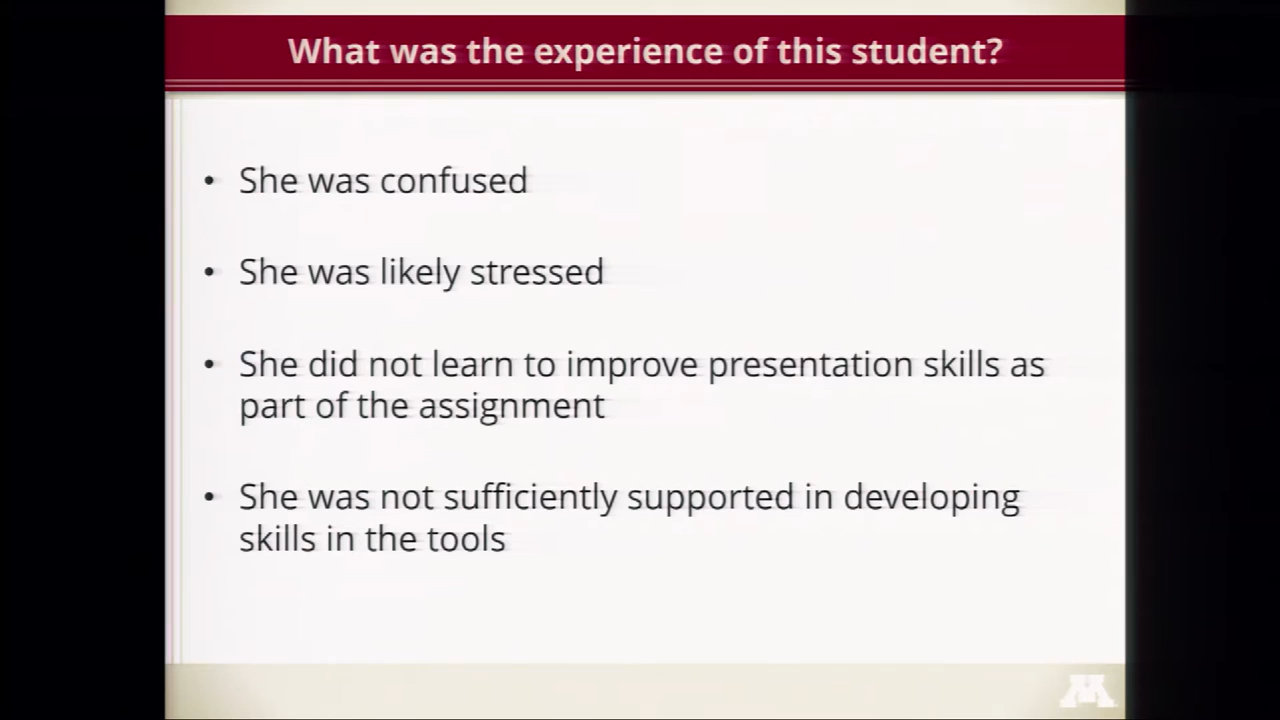 What was the experience of this student?
• She was confused
• She was likely stressed
• She did not learn to improve presentation skills as
part of the assignment
• She was not sufficiently supported in developing
skills in the tools
M